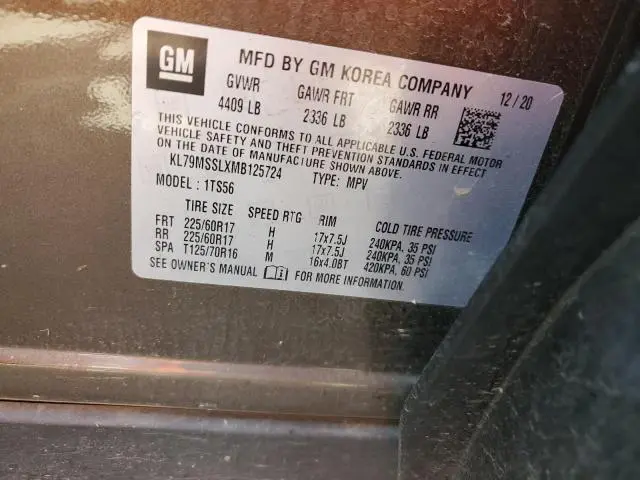 GM
MFD BY GM KOREA COMPANY
12/20
GVWR GAWR FRT GAWR RR
4409 LB 2336 LB 2336 LB
THIS VEHICLE CONFORMS TO ALL APPLICABLE U.S. FEDERAL MOTOR
VEHICLE SAFETY AND THEFT PREVENTION STANDARDS IN EFFECT
ON THE DATE OF MANUFACTURE SHOWN ABOVE.
KL79MSSLXMB125724
MODEL : 1TS56 TYPE: MPV
TIRE SIZE SPEED RTG RIM COLD TIRE PRESSURE
FRT 225/60R17 H 17x7.5J 240KPA, 35 PSI
RR 225/60R17 H 17x7.5J 240KPA, 35 PSI
SPA T125/70R16 M 16x4.0BT 420KPA, 60 PSI
SEE OWNER'S MANUAL FOR MORE INFORMATION.